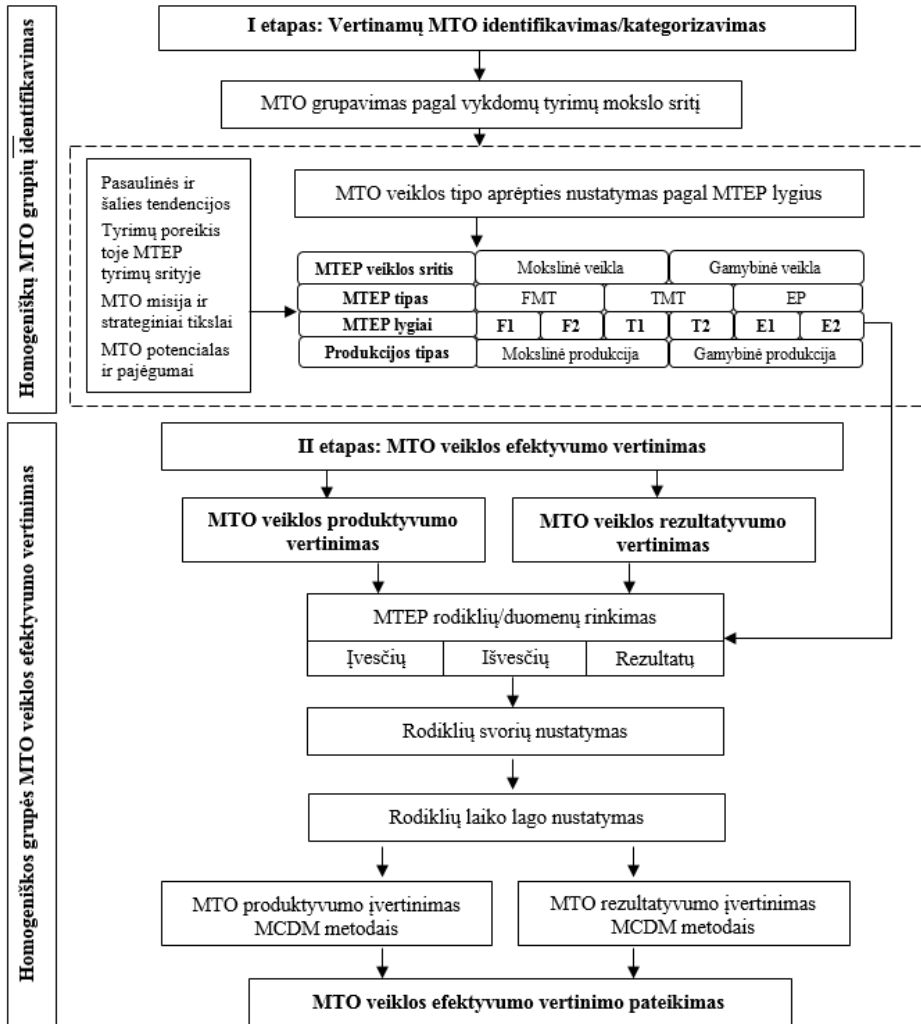 Homogeniškų MTO grupių identifikavimas
I etapas: Vertinamų MTO identifikavimas/kategorizavimas
MTO grupavimas pagal vykdomų tyrimų mokslo sritį
Pasaulinės ir
šalies tendencijos
Tyrimų poreikis
toje MTEP
tyrimų srityje
MTO misija ir
strateginiai tikslai
MTO potencialas
ir pajėgumai
MTO veiklos tipo aprėpties nustatymas pagal MTEP lygius
MTEP veiklos sritis Mokslinė veikla Gamybinė veikla
MTEP tipas FMT TMT EP
MTEP lygiai F1 F2 T1 T2 E1 E2
Produkcijos tipas Mokslinė produkcija Gamybinė produkcija
Homogeniškos grupės MTO veiklos efektyvumo vertinimas
II etapas: MTO veiklos efektyvumo vertinimas
MTO veiklos produktyvumo
vertinimas
MTO veiklos rezultatyvumo
vertinimas
MTEP rodiklių/duomenų rinkimas
Įvesčių Išvesčių Rezultatų
Rodiklių svorių nustatymas
Rodiklių laiko lago nustatymas
MTO produktyvumo įvertinimas
MCDM metodais
MTO rezultatyvumo įvertinimas
MCDM metodais
MTO veiklos efektyvumo vertinimo pateikimas